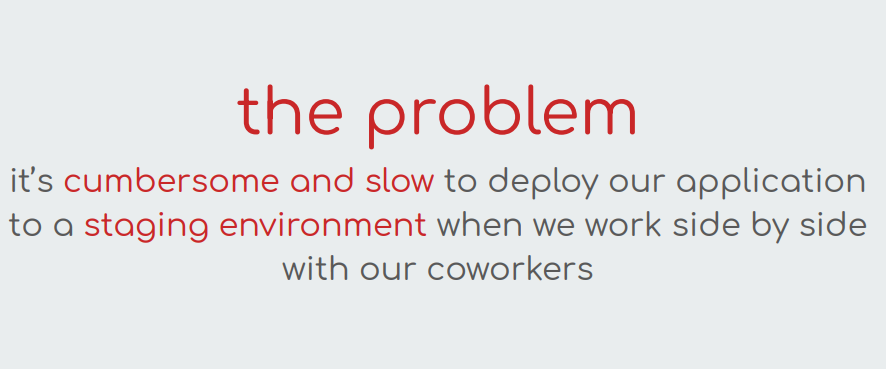 the problem
it’s cumbersome and slow to deploy our application
to a staging environment when we work side by side
with our coworkers